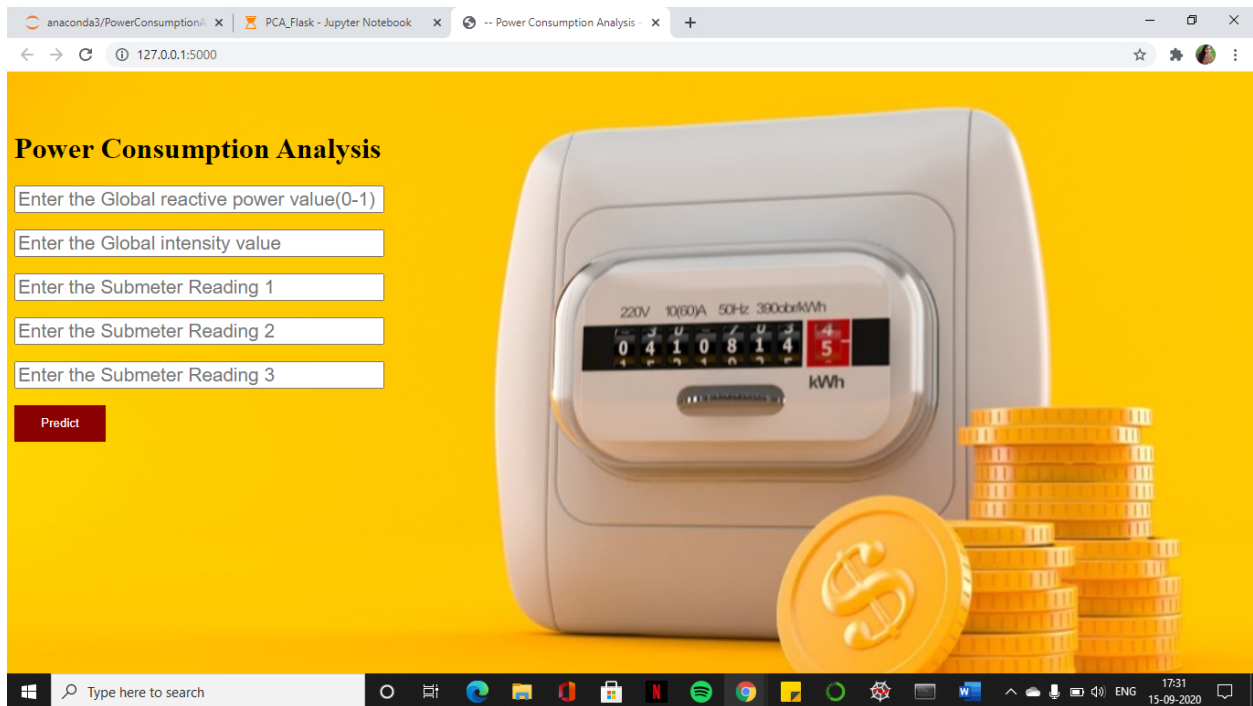 anaconda3/PowerConsumptionA
PCA_Flask - Jupyter Notebook
-- Power Consumption Analysis -
127.0.0.1:5000
Power Consumption Analysis
Enter the Global reactive power value(0-1)
Enter the Global intensity value
Enter the Submeter Reading 1
Enter the Submeter Reading 2
Enter the Submeter Reading 3
Predict
220V 10(60)A 50Hz 390obr/kWh
0 4 1 0 8 1 4 5
kWh
$
Type here to search
N
W
ENG
17:31
15-09-2020